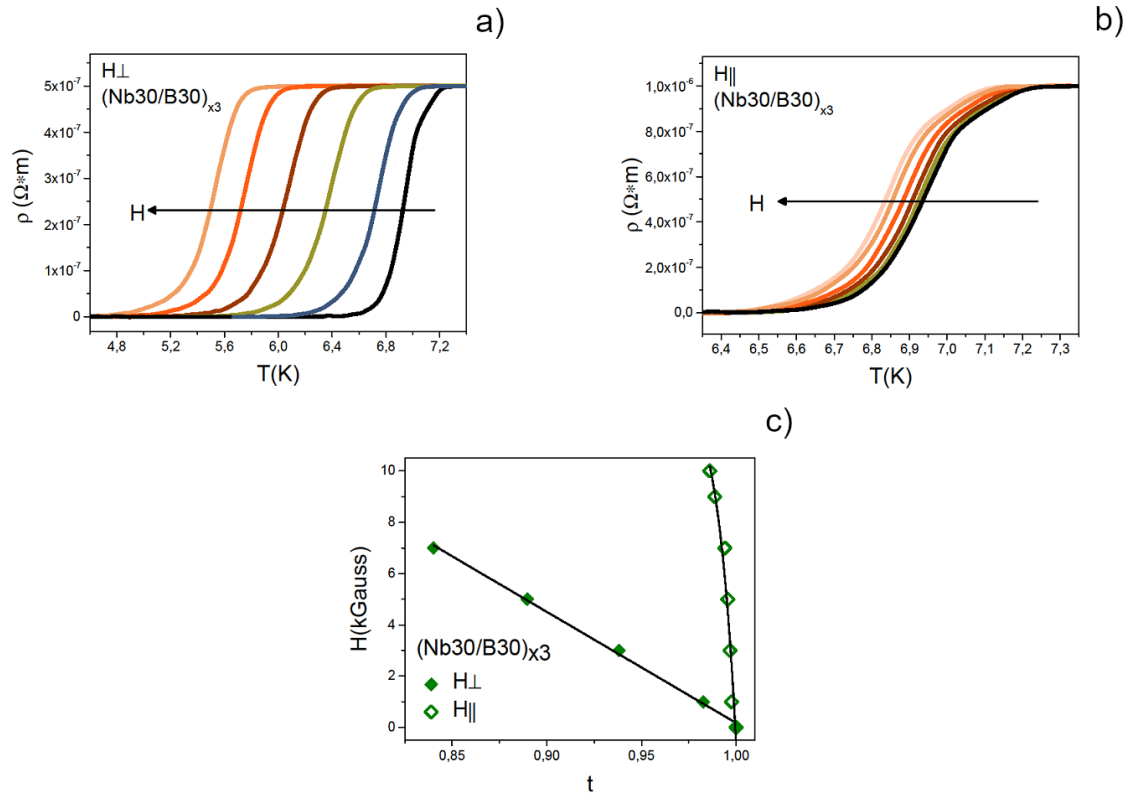 a)
H⊥
(Nb30/B30)x3
5x10-7
4x10-7
3x10-7
2x10-7
1x10-7
0
ρ (Ω*m)
H
4,8 5,2 5,6 6,0 6,4 6,8 7,2
T(K)
b)
H||
(Nb30/B30)x3
1,0x10-6
8,0x10-7
6,0x10-7
4,0x10-7
2,0x10-7
0,0
ρ (Ω*m)
H
6,4 6,5 6,6 6,7 6,8 6,9 7,0 7,1 7,2 7,3
T(K)
c)
10
8
6
4
2
0
H(kGauss)
(Nb30/B30)x3
H⊥
H||
0,85 0,90 0,95 1,00
t